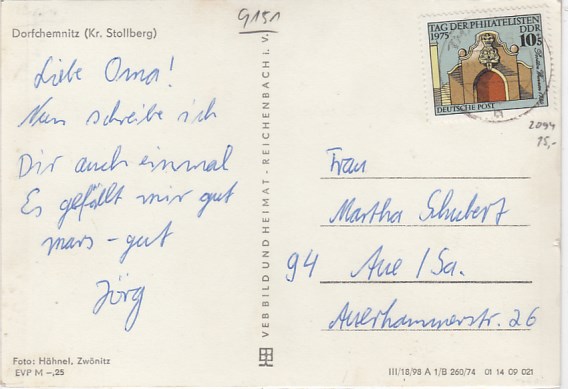 9151
Dorfchemnitz (Kr. Stollberg)
Liebe Oma!
Nun schreibe ich
Dir auch einmal
Es gefällt mir gut
mars - gut
Jörg
Foto: Hähnel, Zwönitz
EVP M –,25
VEB BILD UND HEIMAT · REICHENBACH i. V.
TAG DER PHILATELISTEN
1975 DDR
10
DEUTSCHE POST
2094
15,-
Frau
Martha Schubert
94 Aue / Sa.
Auerhammerstr. 26
III/18/98 A 1/B 260/74 01 14 09 021